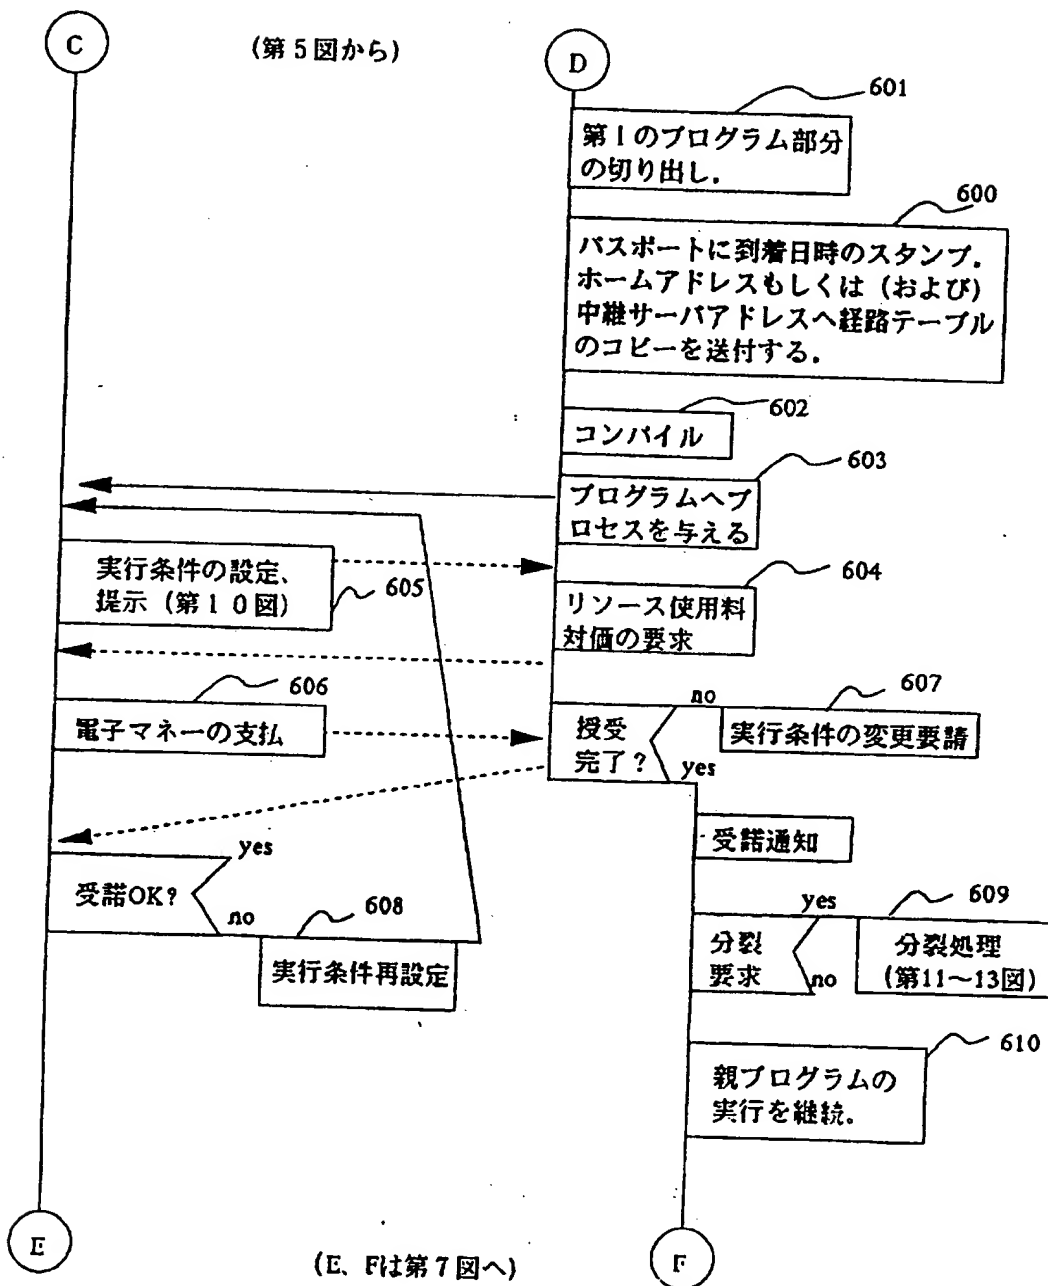 C
(第5図から)
D
601
第1のプログラム部分
の切り出し.
600
パスポートに到着日時のスタンプ.
ホームアドレスもしくは(および)
中継サーバアドレスへ経路テーブル
のコピーを送付する.
602
コンパイル
603
プログラムへプ
ロセスを与える
実行条件の設定、
提示(第10図)
605
604
リソース使用料
対価の要求
606
電子マネーの支払
授受
完了?
no
yes
607
実行条件の変更要請
受諾通知
受諾OK?
yes
no
608
実行条件再設定
分裂
要求
yes
no
609
分裂処理
(第11~13図)
610
親プログラムの
実行を継続.
E
(E、Fは第7図へ)
F